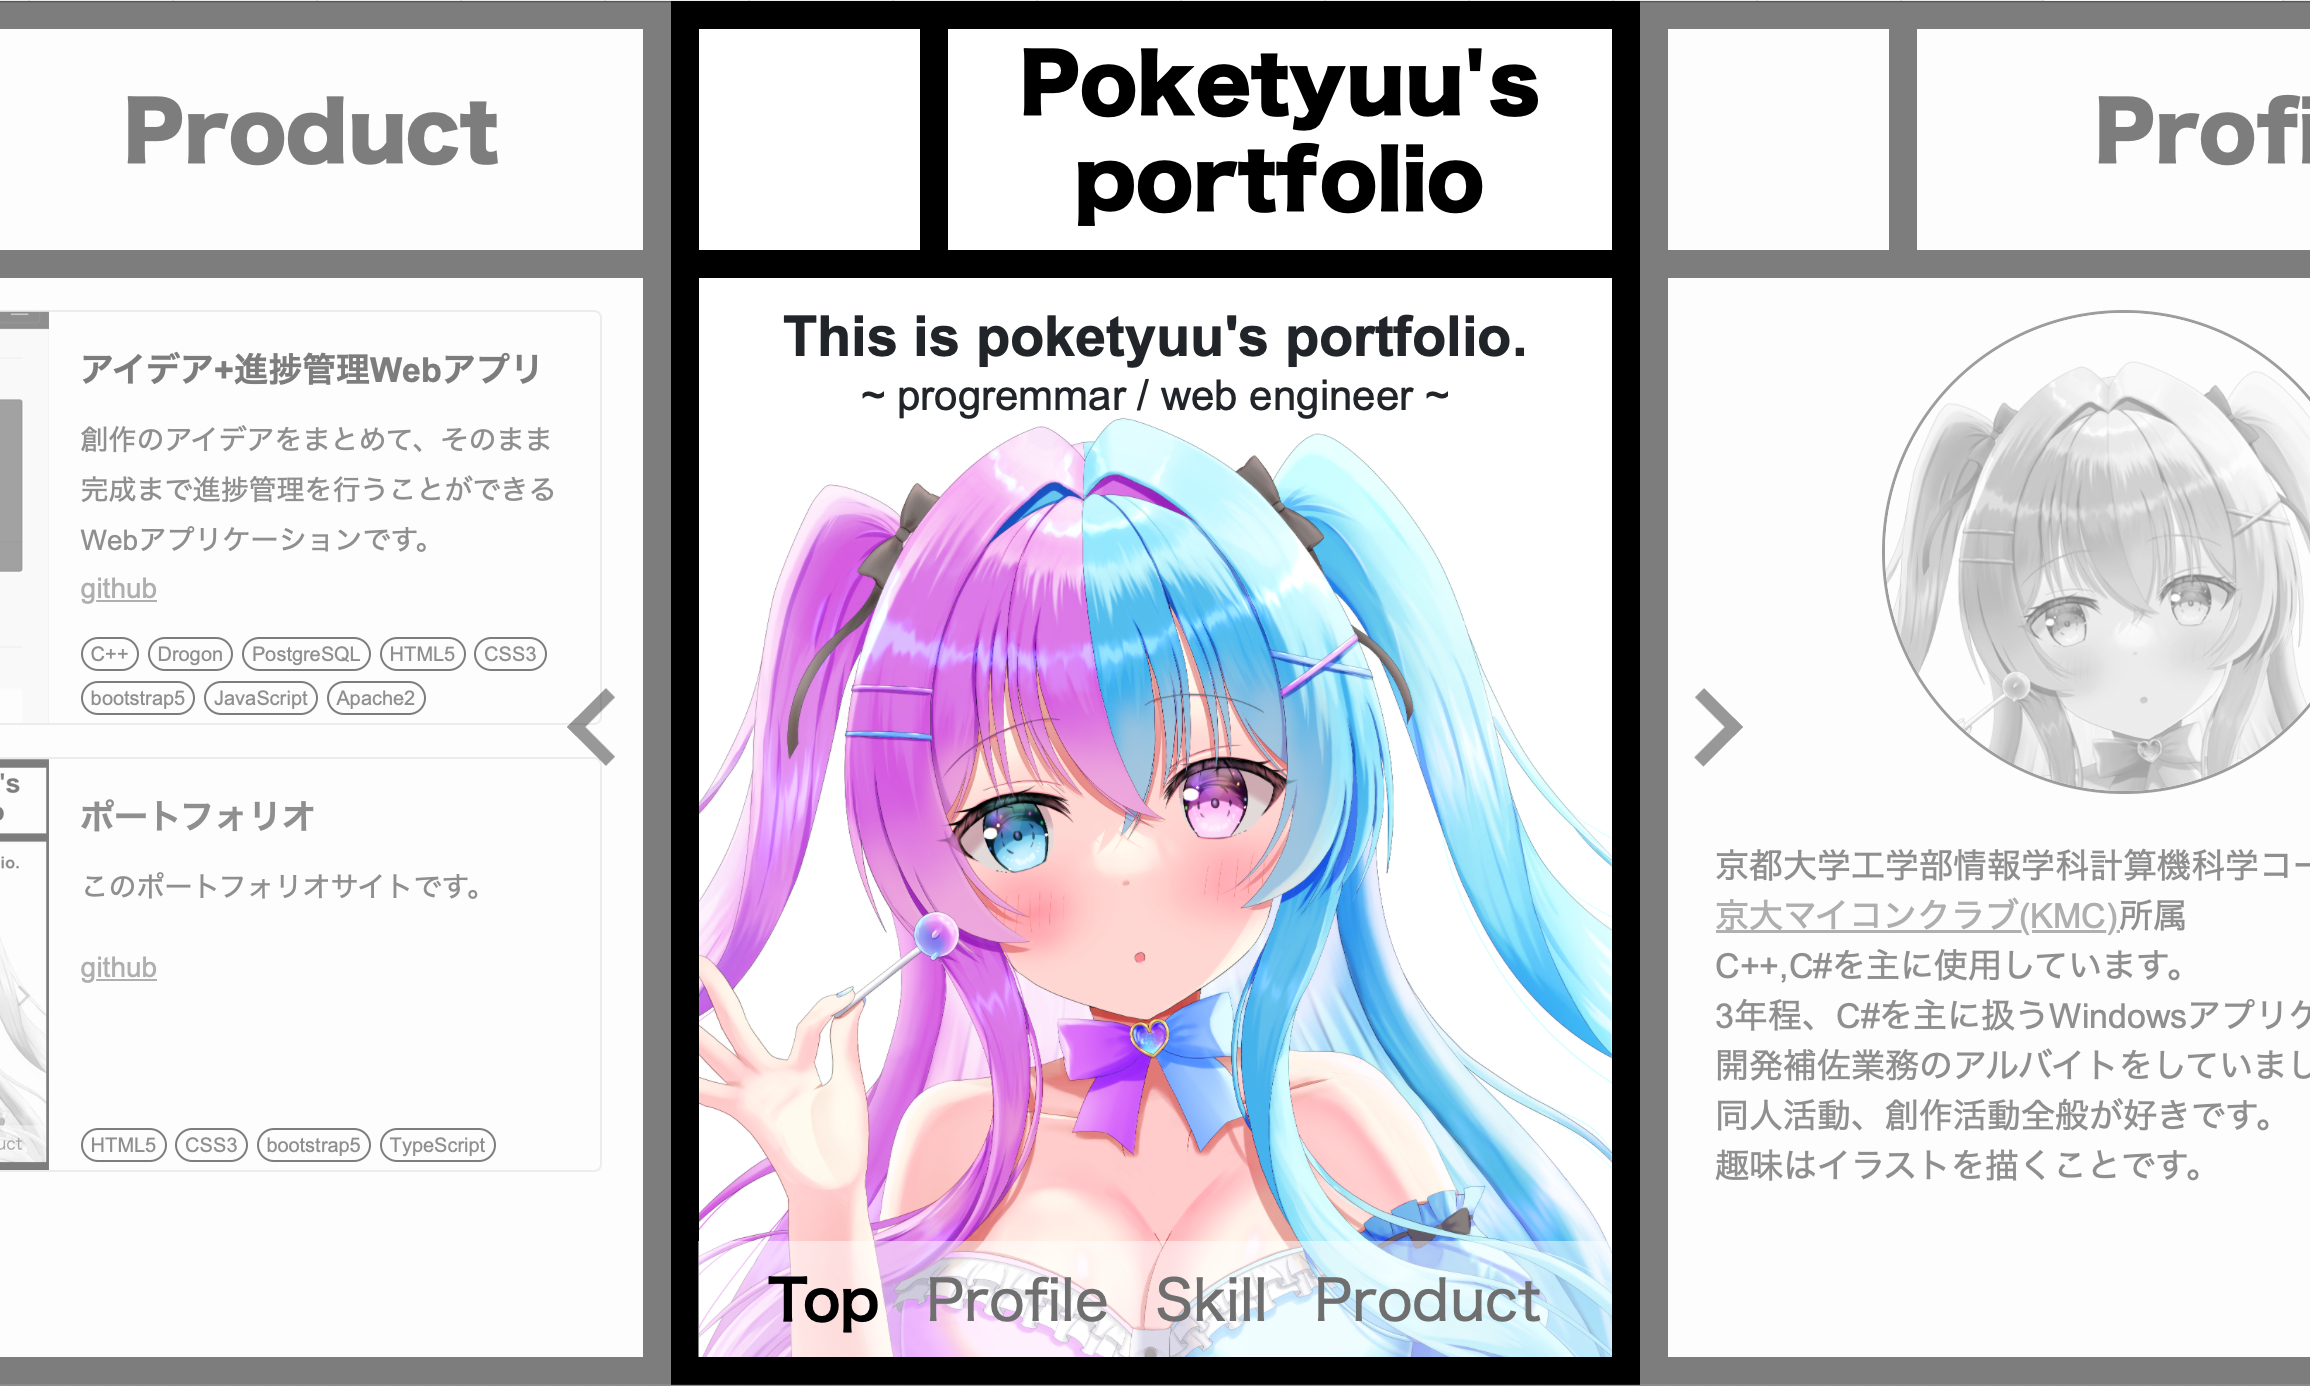 Product
アイデア+進捗管理Webアプリ
創作のアイデアをまとめて、そのまま
完成まで進捗管理を行うことができる
Webアプリケーションです。
github
C++ Drogon PostgreSQL HTML5 CSS3
bootstrap5 JavaScript Apache2
's
io.
uct
ポートフォリオ
このポートフォリオサイトです。
github
HTML5 CSS3 bootstrap5 TypeScript
Poketyuu's
portfolio
This is poketyuu's portfolio.
~ progremmar / web engineer ~
Top Profile Skill Product
Profi
京都大学工学部情報学科計算機科学コー
京大マイコンクラブ(KMC)所属
C++,C#を主に使用しています。
3年程、C#を主に扱うWindowsアプリケ
開発補佐業務のアルバイトをしていまし
同人活動、創作活動全般が好きです。
趣味はイラストを描くことです。